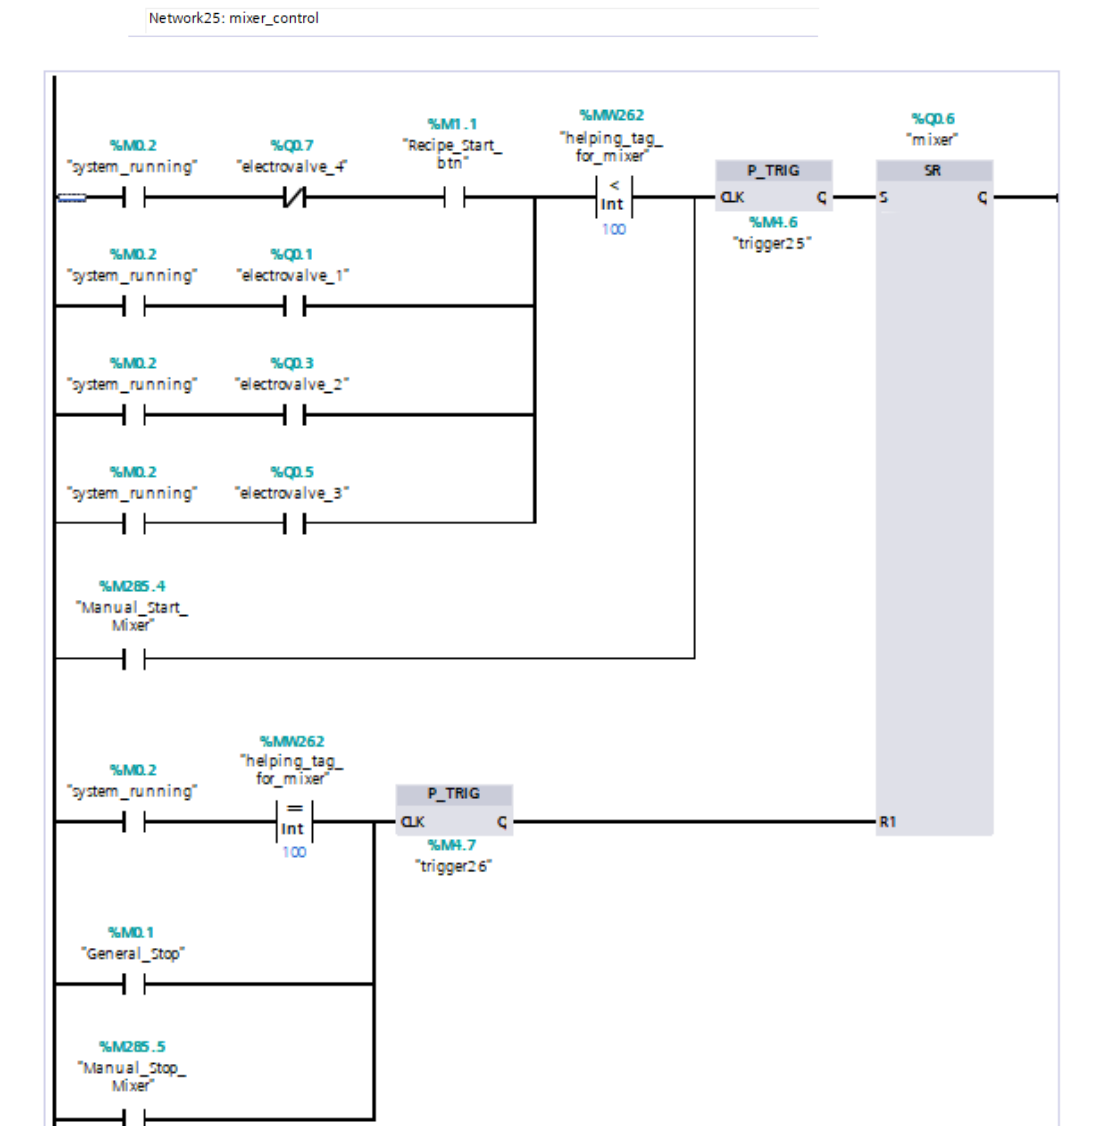 Network25: mixer_control
%M0.2
"system_running"
%Q0.7
"electrovalve_4"
%M1.1
"Recipe_Start_
btn"
%MW262
"helping_tag_
for_mixer"
<
Int
100
P_TRIG
CLK Q
%M4.6
"trigger25"
%Q0.6
"mixer"
SR
S Q
%M0.2
"system_running"
%Q0.1
"electrovalve_1"
%M0.2
"system_running"
%Q0.3
"electrovalve_2"
%M0.2
"system_running"
%Q0.5
"electrovalve_3"
%M285.4
"Manual_Start_
Mixer"
%M0.2
"system_running"
%MW262
"helping_tag_
for_mixer"
=
Int
100
P_TRIG
CLK Q
%M4.7
"trigger26"
R1
%M0.1
"General_Stop"
%M285.5
"Manual_Stop_
Mixer"